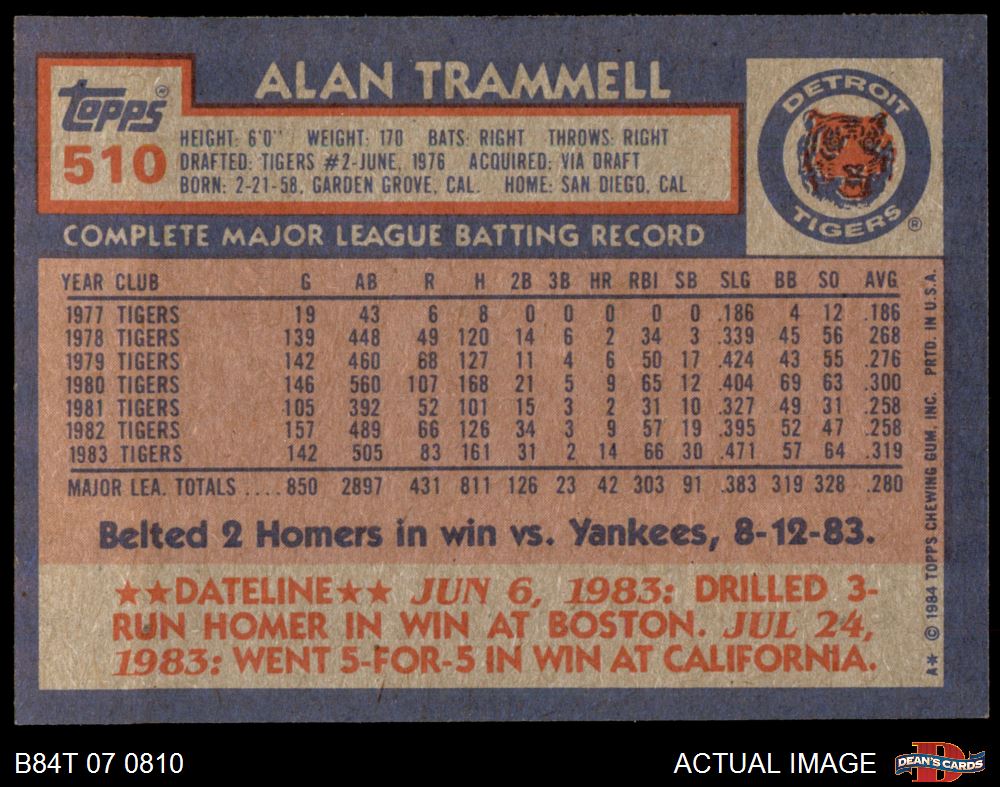 ALAN TRAMMELL
Topps
510
HEIGHT: 6'0" WEIGHT: 170 BATS: RIGHT THROWS: RIGHT
DRAFTED: TIGERS #2-JUNE, 1976 ACQUIRED: VIA DRAFT
BORN: 2-21-58, GARDEN GROVE, CAL. HOME: SAN DIEGO, CAL.
DETROIT
TIGERS
®
COMPLETE MAJOR LEAGUE BATTING RECORD
YEAR CLUB G AB R H 2B 3B HR RBI SB SLG BB SO AVG.
1977 TIGERS 19 43 6 8 0 0 0 0 0 .186 4 12 .186
1978 TIGERS 139 448 49 120 14 6 2 34 3 .339 45 56 .268
1979 TIGERS 142 460 68 127 11 4 6 50 17 .424 43 55 .276
1980 TIGERS 146 560 107 168 21 5 9 65 12 .404 69 63 .300
1981 TIGERS 105 392 52 101 15 3 2 31 10 .327 49 31 .258
1982 TIGERS 157 489 66 126 34 3 9 57 19 .395 52 47 .258
1983 TIGERS 142 505 83 161 31 2 14 66 30 .471 57 64 .319
MAJOR LEA. TOTALS ....850 2897 431 811 126 23 42 303 91 .383 319 328 .280
Belted 2 Homers in win vs. Yankees, 8-12-83.
★★DATELINE★★ JUN 6, 1983: DRILLED 3-
RUN HOMER IN WIN AT BOSTON. JUL 24,
1983: WENT 5-FOR-5 IN WIN AT CALIFORNIA.
A* © 1984 TOPPS CHEWING GUM, INC. PRTD. IN U.S.A.
B84T 07 0810
ACTUAL IMAGE
DEAN'S CARDS